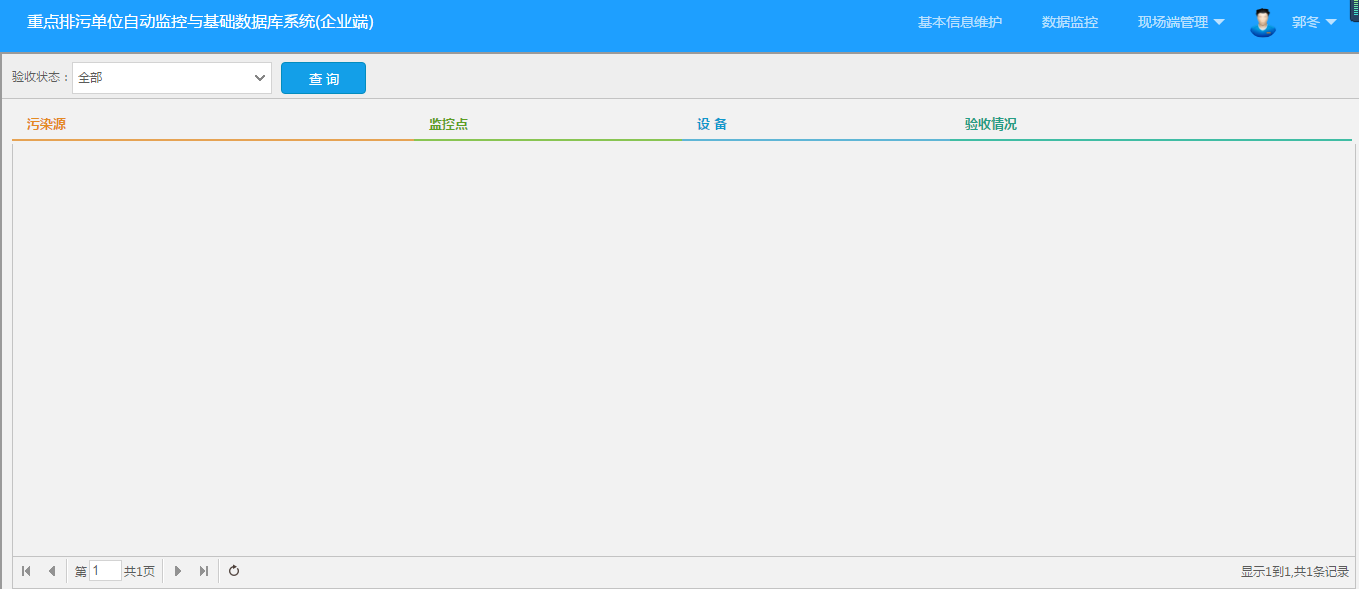 重点排污单位自动监控与基础数据库系统(企业端)
基本信息维护 数据监控 现场端管理 郭冬
验收状态： 全部 查 询
污染源 监控点 设 备 验收情况
第 1 共1页 显示1到1,共1条记录